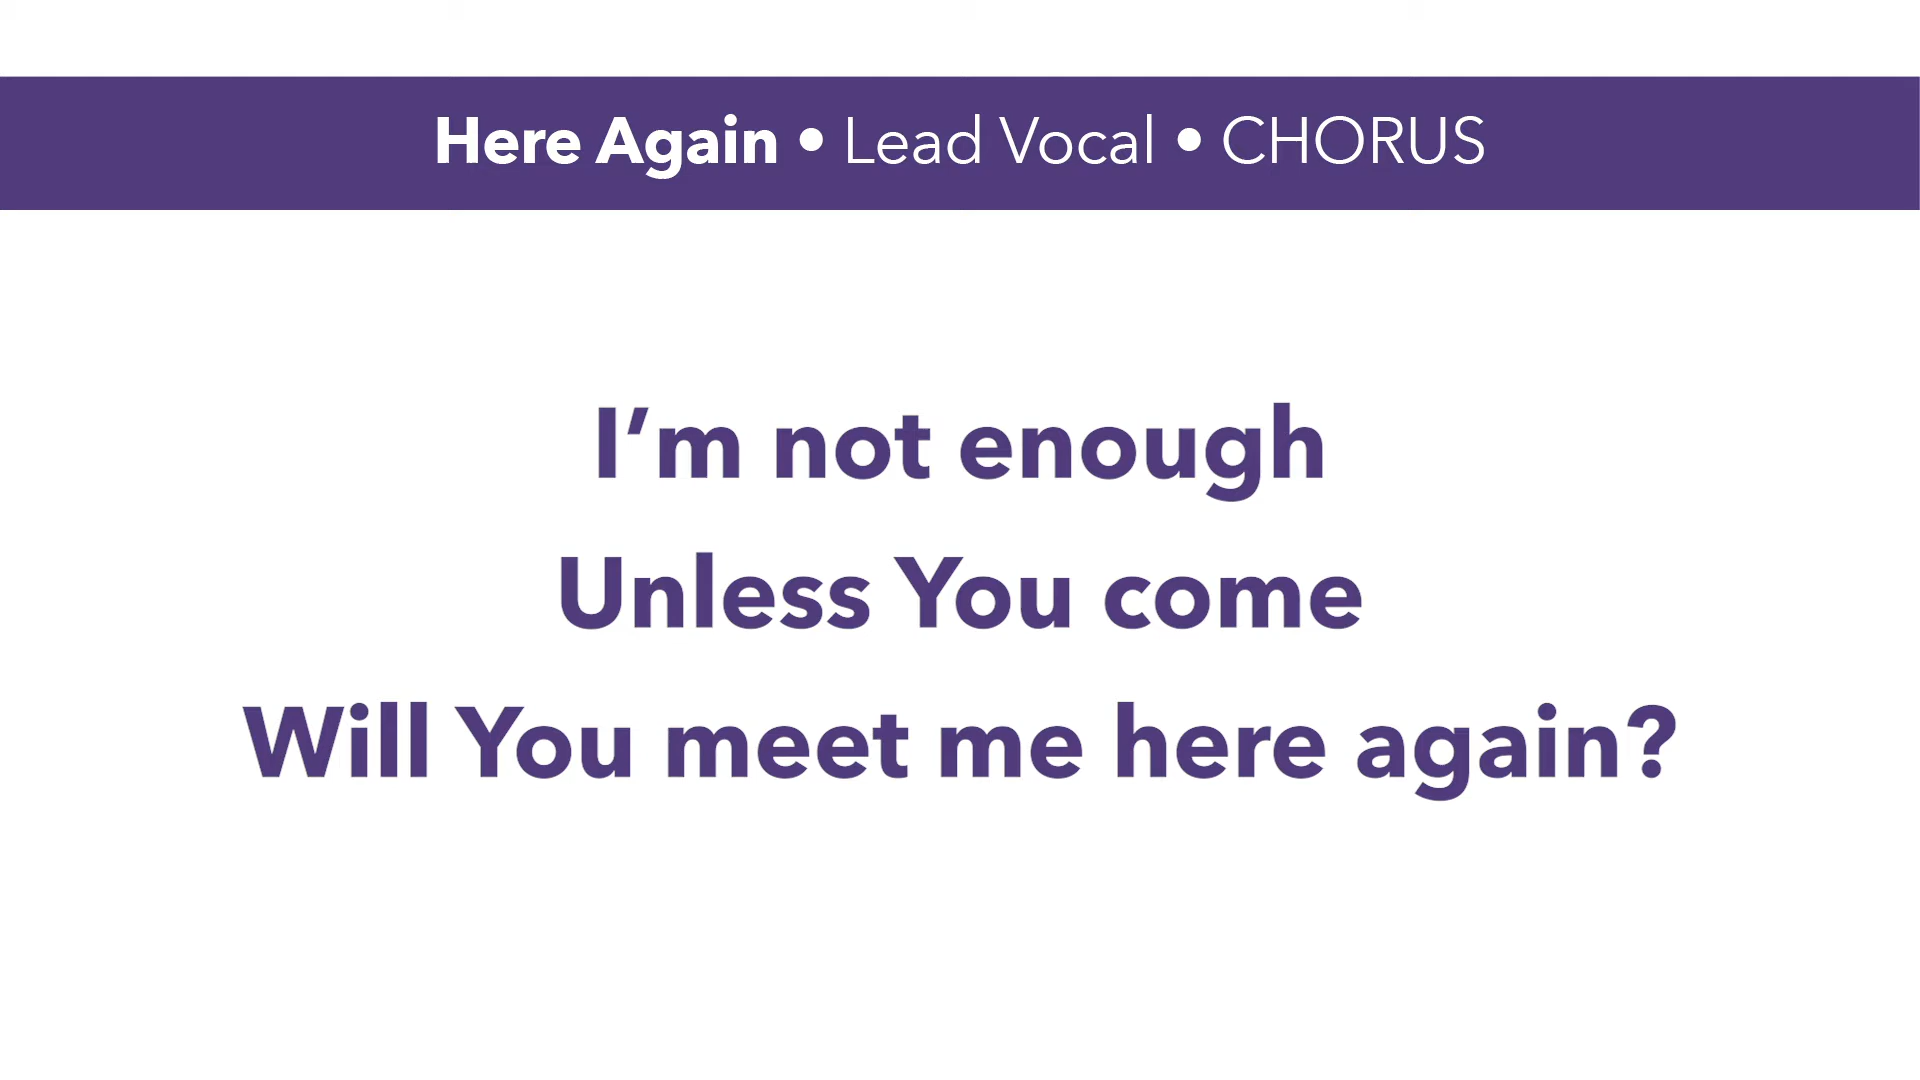 Here Again • Lead Vocal • CHORUS
I’m not enough
Unless You come
Will You meet me here again?